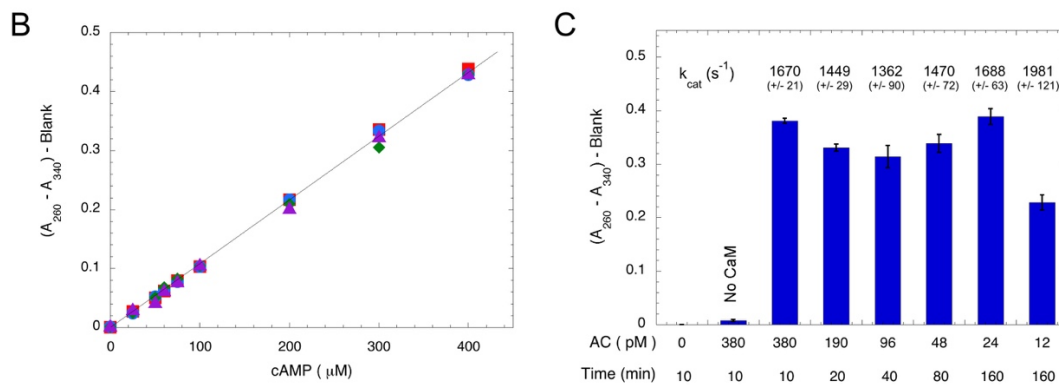 B
(A260 - A340) - Blank
0.5
0.4
0.3
0.2
0.1
0
0 100 200 300 400
cAMP ( μM)
C
(A260 - A340) - Blank
0.5
0.4
0.3
0.2
0.1
0
kcat (s-1)
1670 1449 1362 1470 1688 1981
(+/- 21) (+/- 29) (+/- 90) (+/- 72) (+/- 63) (+/- 121)
No CaM
AC ( pM) 0 380 380 190 96 48 24 12
Time (min) 10 10 10 20 40 80 160 160